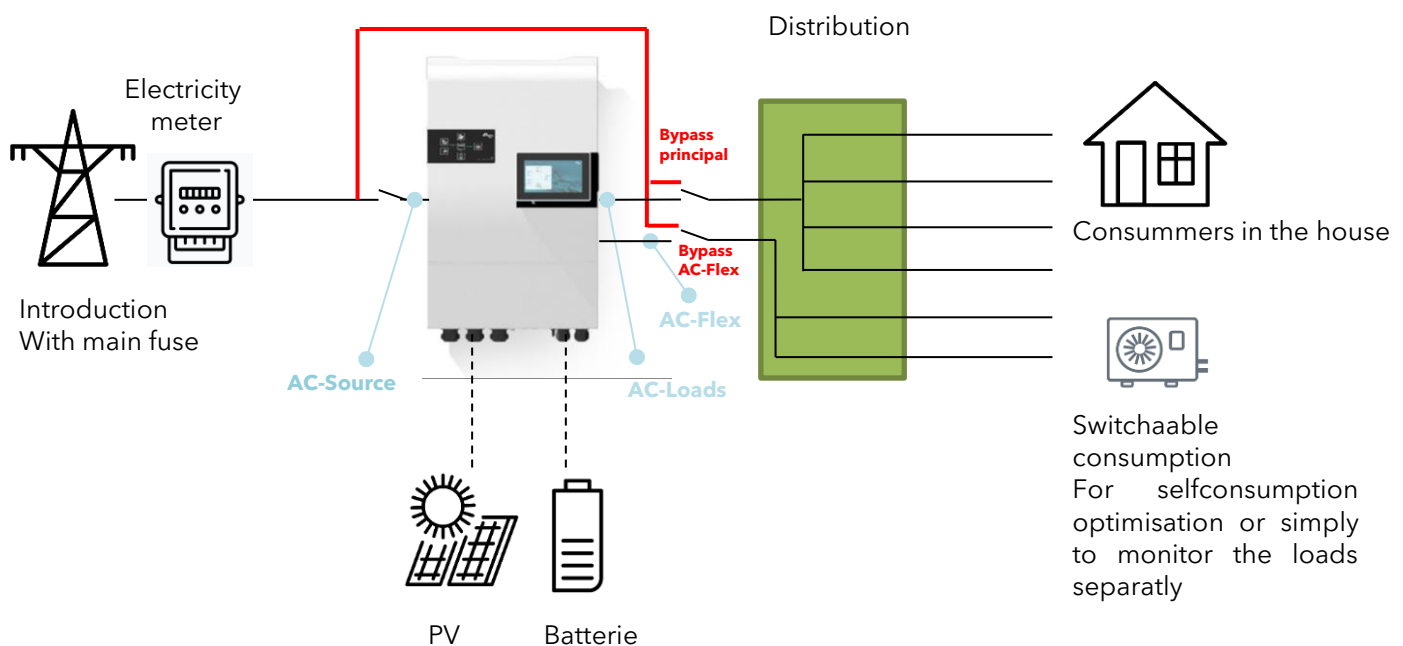 Distribution
Electricity
meter
Bypass
principal
Consummers in the house
Bypass
AC-Flex
Introduction
With main fuse
AC-Flex
AC-Source
AC-Loads
Switchaable
consumption
For selfconsumption
optimisation or simply
to monitor the loads
separatly
PV
Batterie